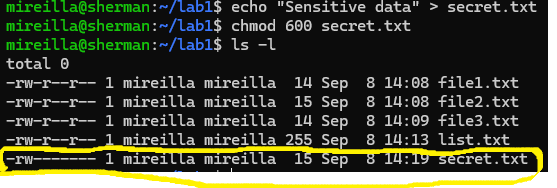 mireilla@sherman:~/lab1$ echo "Sensitive data" > secret.txt
mireilla@sherman:~/lab1$ chmod 600 secret.txt
mireilla@sherman:~/lab1$ ls -l
total 0
-rw-r--r-- 1 mireilla mireilla  14 Sep  8 14:08 file1.txt
-rw-r--r-- 1 mireilla mireilla  15 Sep  8 14:08 file2.txt
-rw-r--r-- 1 mireilla mireilla  14 Sep  8 14:09 file3.txt
-rw-r--r-- 1 mireilla mireilla 255 Sep  8 14:13 list.txt
-rw------- 1 mireilla mireilla  15 Sep  8 14:19 secret.txt